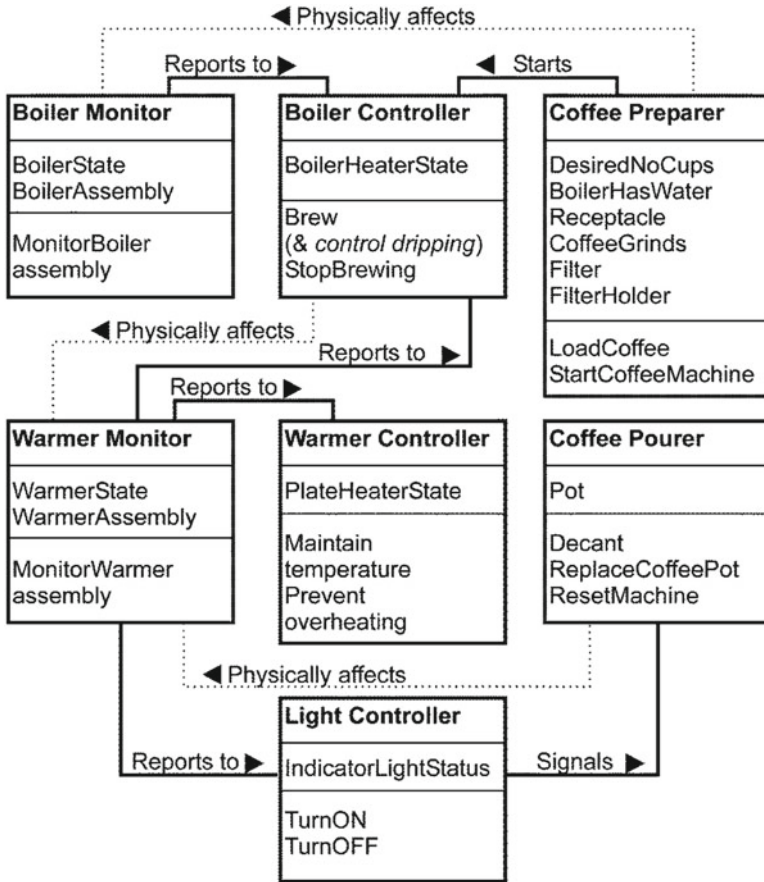 ◀ Physically affects
Reports to ▶
◀ Starts
Boiler Monitor
BoilerState
BoilerAssembly
MonitorBoiler
assembly
Boiler Controller
BoilerHeaterState
Brew
(& control dripping)
StopBrewing
Coffee Preparer
DesiredNoCups
BoilerHasWater
Receptacle
CoffeeGrinds
Filter
FilterHolder
LoadCoffee
StartCoffeeMachine
◀ Physically affects
Reports to ▶
Reports to ▶
Warmer Monitor
WarmerState
WarmerAssembly
MonitorWarmer
assembly
Warmer Controller
PlateHeaterState
Maintain
temperature
Prevent
overheating
Coffee Pourer
Pot
Decant
ReplaceCoffeePot
ResetMachine
◀ Physically affects
Light Controller
IndicatorLightStatus
TurnON
TurnOFF
Reports to ▶
Signals ▶